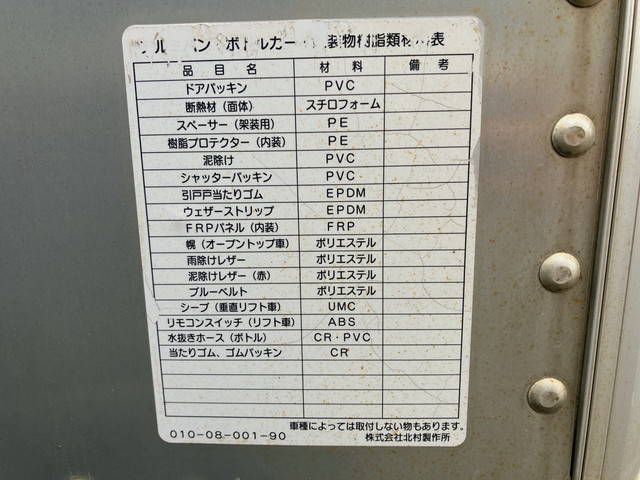 ボトルカー 装物樹脂類材 表
品目名 材料 備考
ドアパッキン PVC
断熱材（面体） スチロフォーム
スペーサー（架装用） PE
樹脂プロテクター（内装） PE
泥除け PVC
シャッターパッキン PVC
引戸戸当たりゴム EPDM
ウェザーストリップ EPDM
FRPパネル（内装） FRP
幌（オープントップ車） ポリエステル
雨除けレザー ポリエステル
泥除けレザー（赤） ポリエステル
ブルーベルト ポリエステル
シーブ（垂直リフト車） UMC
リモコンスイッチ（リフト車） ABS
水抜きホース（ボトル） CR・PVC
当たりゴム、ゴムパッキン CR
車種によっては取付しない物もあります。
010-08-001-90 株式会社北村製作所